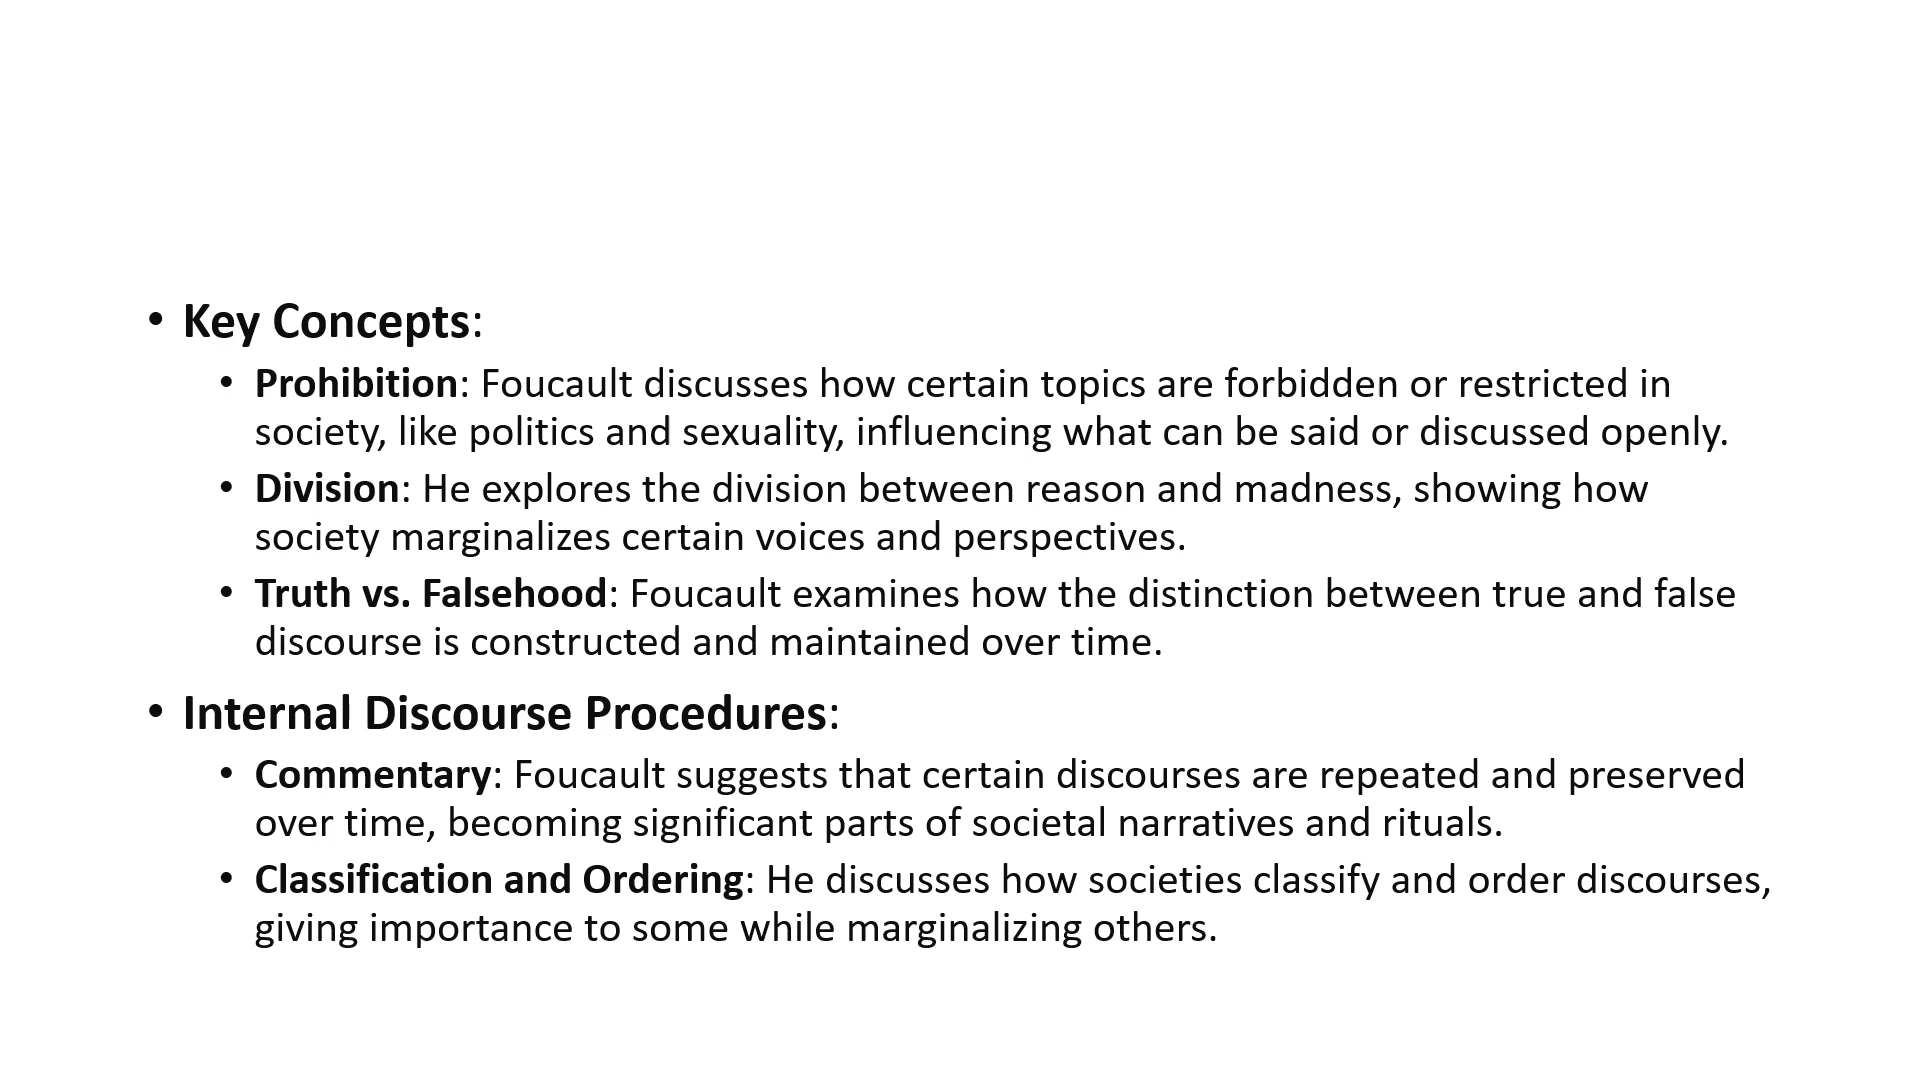 • Key Concepts:
• Prohibition: Foucault discusses how certain topics are forbidden or restricted in
society, like politics and sexuality, influencing what can be said or discussed openly.
• Division: He explores the division between reason and madness, showing how
society marginalizes certain voices and perspectives.
• Truth vs. Falsehood: Foucault examines how the distinction between true and false
discourse is constructed and maintained over time.
• Internal Discourse Procedures:
• Commentary: Foucault suggests that certain discourses are repeated and preserved
over time, becoming significant parts of societal narratives and rituals.
• Classification and Ordering: He discusses how societies classify and order discourses,
giving importance to some while marginalizing others.